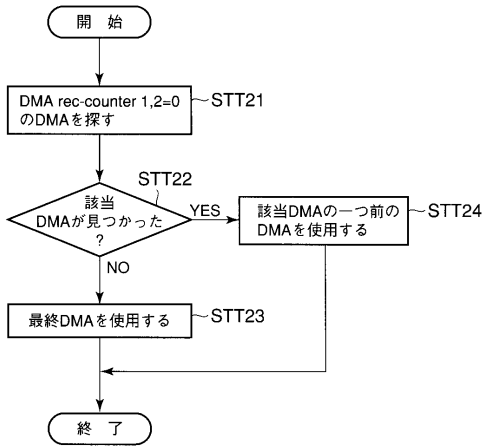 開 始
DMA rec-counter 1,2=0
のDMAを探す
STT21
STT22
該当
DMAが見つかった
?
YES
該当DMAの一つ前の
DMAを使用する
STT24
NO
最終DMAを使用する
STT23
終 了